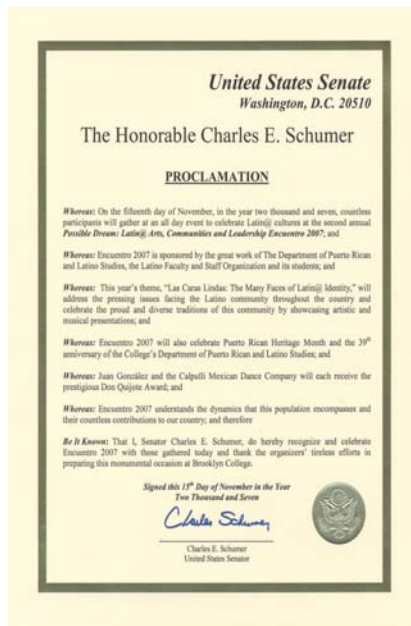 United States Senate
Washington, D.C. 20510
The Honorable Charles E. Schumer
PROCLAMATION
Whereas: On the fifteenth day of November, in the year two thousand and seven, countless
participants will gather at an all day event to celebrate Latin@ cultures at the second annual
Possible Dream: Latin@ Arts, Communities and Leadership Encuentro 2007; and
Whereas: Encuentro 2007 is sponsored by the great work of The Department of Puerto Rican
and Latino Studies, the Latino Faculty and Staff Organization and its students; and
Whereas: This year's theme, "Las Caras Lindas: The Many Faces of Latin@ Identity," will
address the pressing issues facing the Latino community throughout the country and
celebrate the proud and diverse traditions of this community by showcasing artistic and
musical presentations; and
Whereas: Encuentro 2007 will also celebrate Puerto Rican Heritage Month and the 39th
anniversary of the College's Department of Puerto Rican and Latino Studies; and
Whereas: Juan González and the Calpulli Mexican Dance Company will each receive the
prestigious Don Quijote Award; and
Whereas: Encuentro 2007 understands the dynamics that this population encompasses and
their countless contributions to our country; and therefore
Be It Known: That I, Senator Charles E. Schumer, do hereby recognize and celebrate
Encuentro 2007 with those gathered today and thank the organizers' tireless efforts in
preparing this monumental occasion at Brooklyn College.
Signed this 15th Day of November in the Year
Two Thousand and Seven
Charles Schumer
Charles E. Schumer
United States Senator